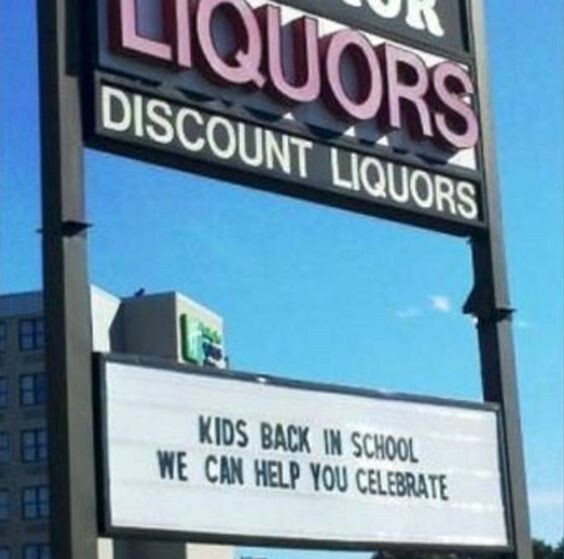 LIQUORS
DISCOUNT LIQUORS
KIDS BACK IN SCHOOL
WE CAN HELP YOU CELEBRATE